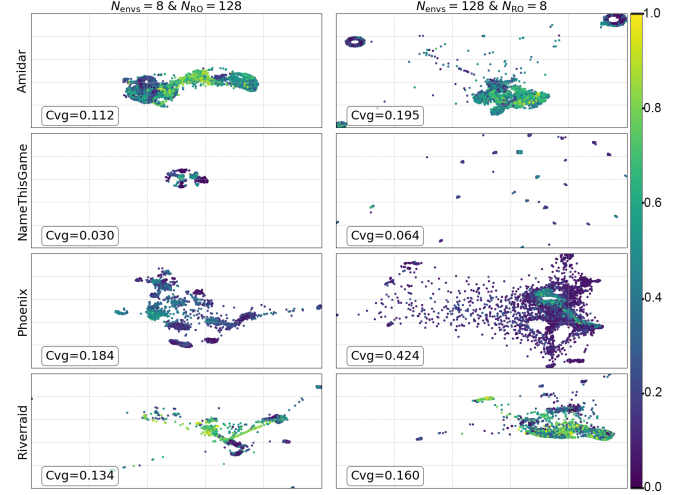 N_envs = 8 & N_RO = 128
N_envs = 128 & N_RO = 8
Amidar
Cvg=0.112
Cvg=0.195
NameThisGame
Cvg=0.030
Cvg=0.064
Phoenix
Cvg=0.184
Cvg=0.424
Riverraid
Cvg=0.134
Cvg=0.160
1.0
0.8
0.6
0.4
0.2
0.0